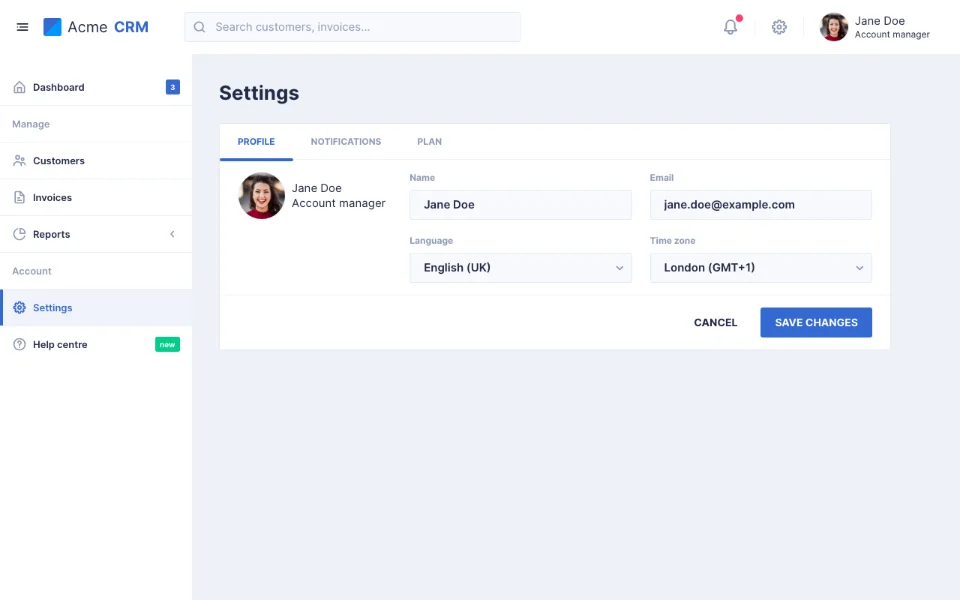 Acme CRM
Search customers, invoices...
Jane Doe
Account manager
Dashboard 3
Manage
Customers
Invoices
Reports
Account
Settings
Help centre new
Settings
PROFILE NOTIFICATIONS PLAN
Jane Doe
Account manager
Name
Jane Doe
Email
jane.doe@example.com
Language
English (UK)
Time zone
London (GMT+1)
CANCEL SAVE CHANGES